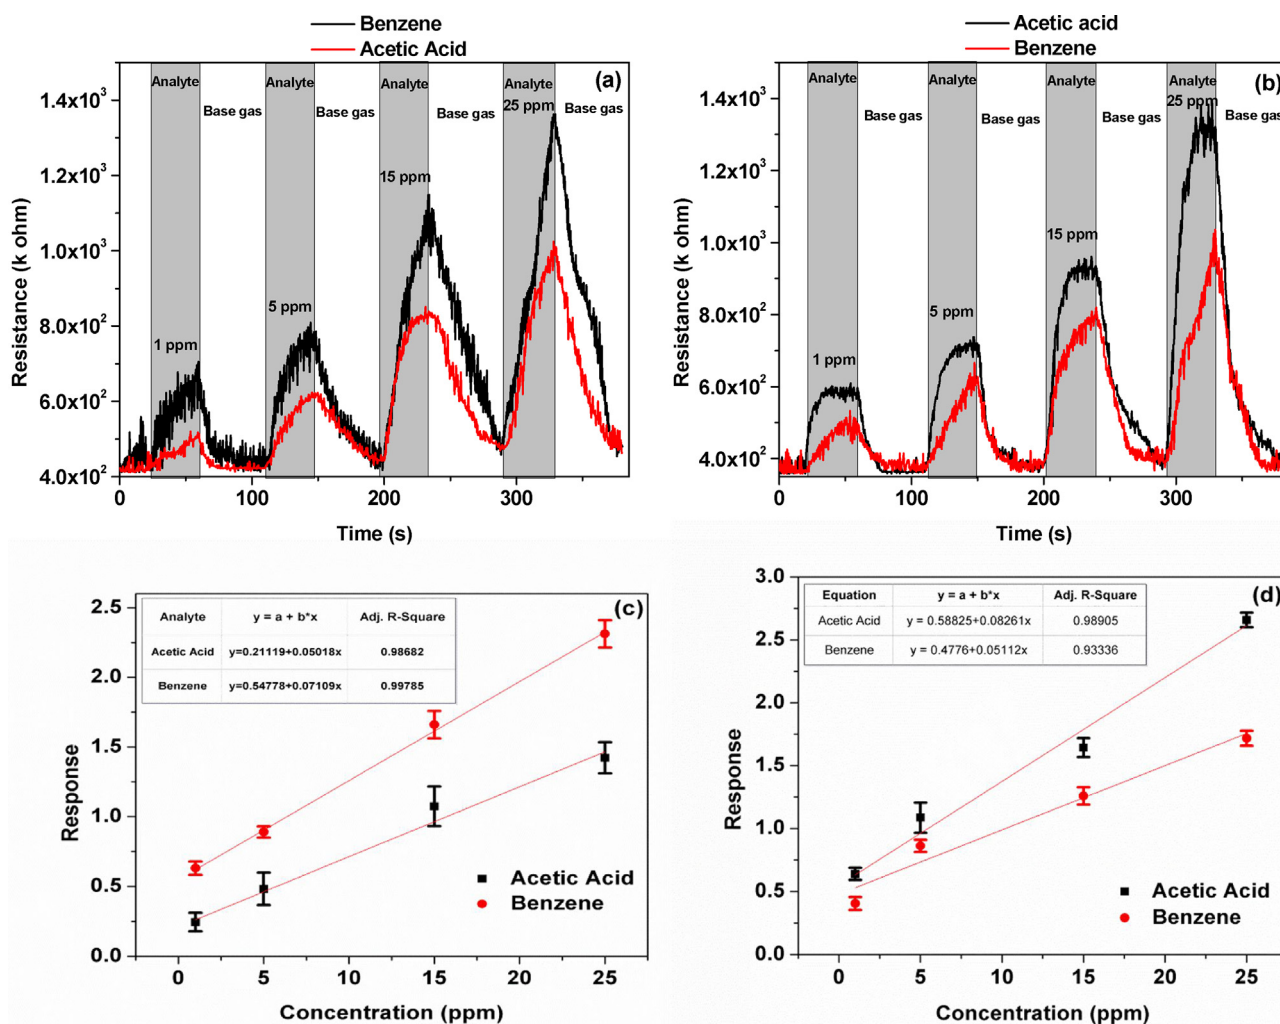 Benzene
Acetic Acid
(a)
Analyte
Analyte
Analyte
Analyte
Base gas
Base gas
Base gas
Base gas
1 ppm
5 ppm
15 ppm
25 ppm
1.4x10³
1.2x10³
1.0x10³
8.0x10²
6.0x10²
4.0x10²
Resistance (k ohm)
0 100 200 300
Time (s)
Acetic acid
Benzene
(b)
Analyte
Analyte
Analyte
Analyte
Base gas
Base gas
Base gas
Base gas
1 ppm
5 ppm
15 ppm
25 ppm
1.4x10³
1.2x10³
1.0x10³
8.0x10²
6.0x10²
4.0x10²
Resistance (k ohm)
0 100 200 300
Time (s)
(c)
Analyte y = a + b*x Adj. R-Square
Acetic Acid y=0.21119+0.05018x 0.98682
Benzene y=0.54778+0.07109x 0.99785
2.5
2.0
1.5
1.0
0.5
0.0
Response
Acetic Acid
Benzene
0 5 10 15 20 25
Concentration (ppm)
(d)
Equation y = a + b*x Adj. R-Square
Acetic Acid y = 0.58825+0.08261x 0.98905
Benzene y = 0.4776+0.05112x 0.93336
3.0
2.5
2.0
1.5
1.0
0.5
0.0
Response
Acetic Acid
Benzene
0 5 10 15 20 25
Concentration (ppm)